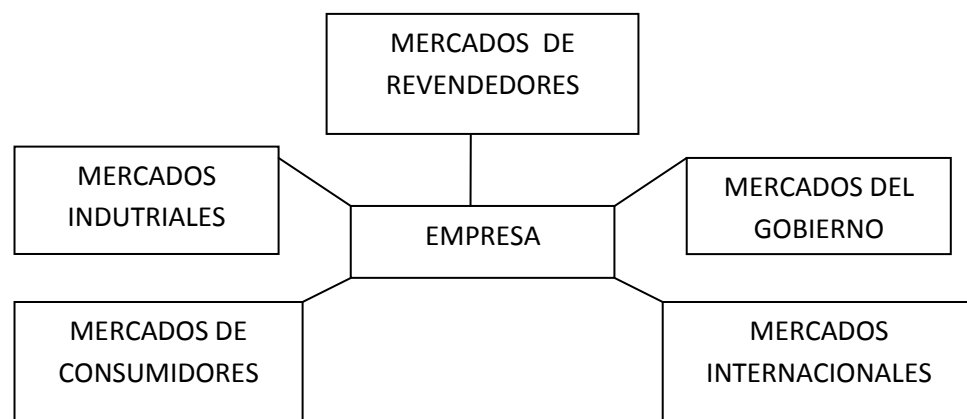 MERCADOS DE
REVENDEDORES
MERCADOS
INDUTRIALES
MERCADOS DEL
GOBIERNO
EMPRESA
MERCADOS DE
CONSUMIDORES
MERCADOS
INTERNACIONALES